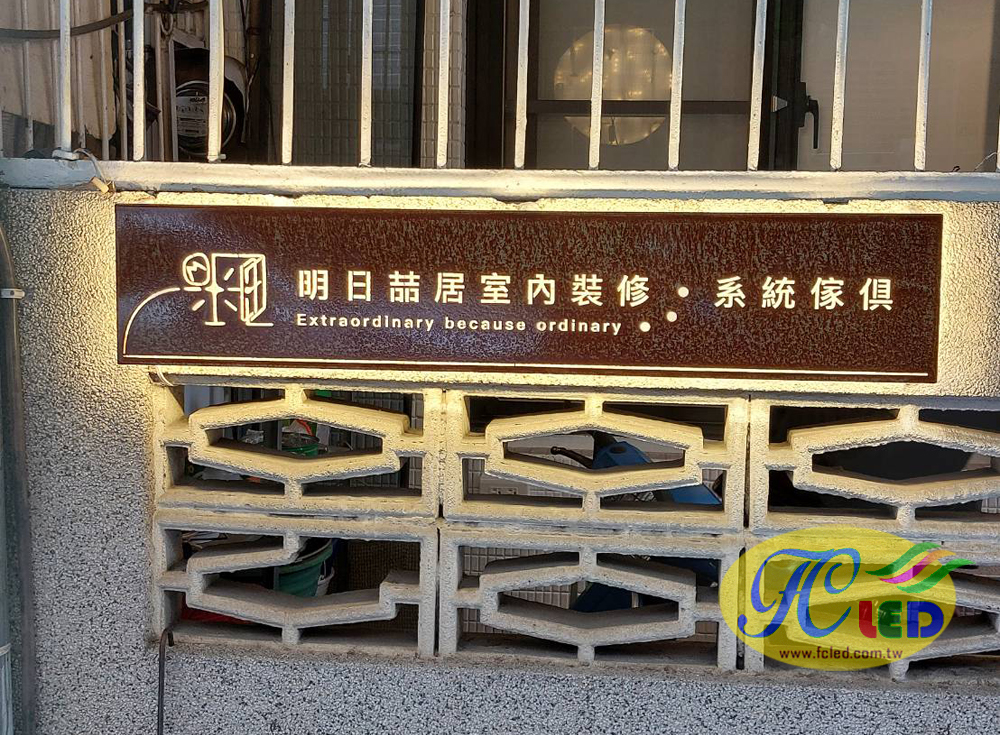 明日喆居室內裝修・系統傢俱
Extraordinary because ordinary
FC LED
www.fcled.com.tw